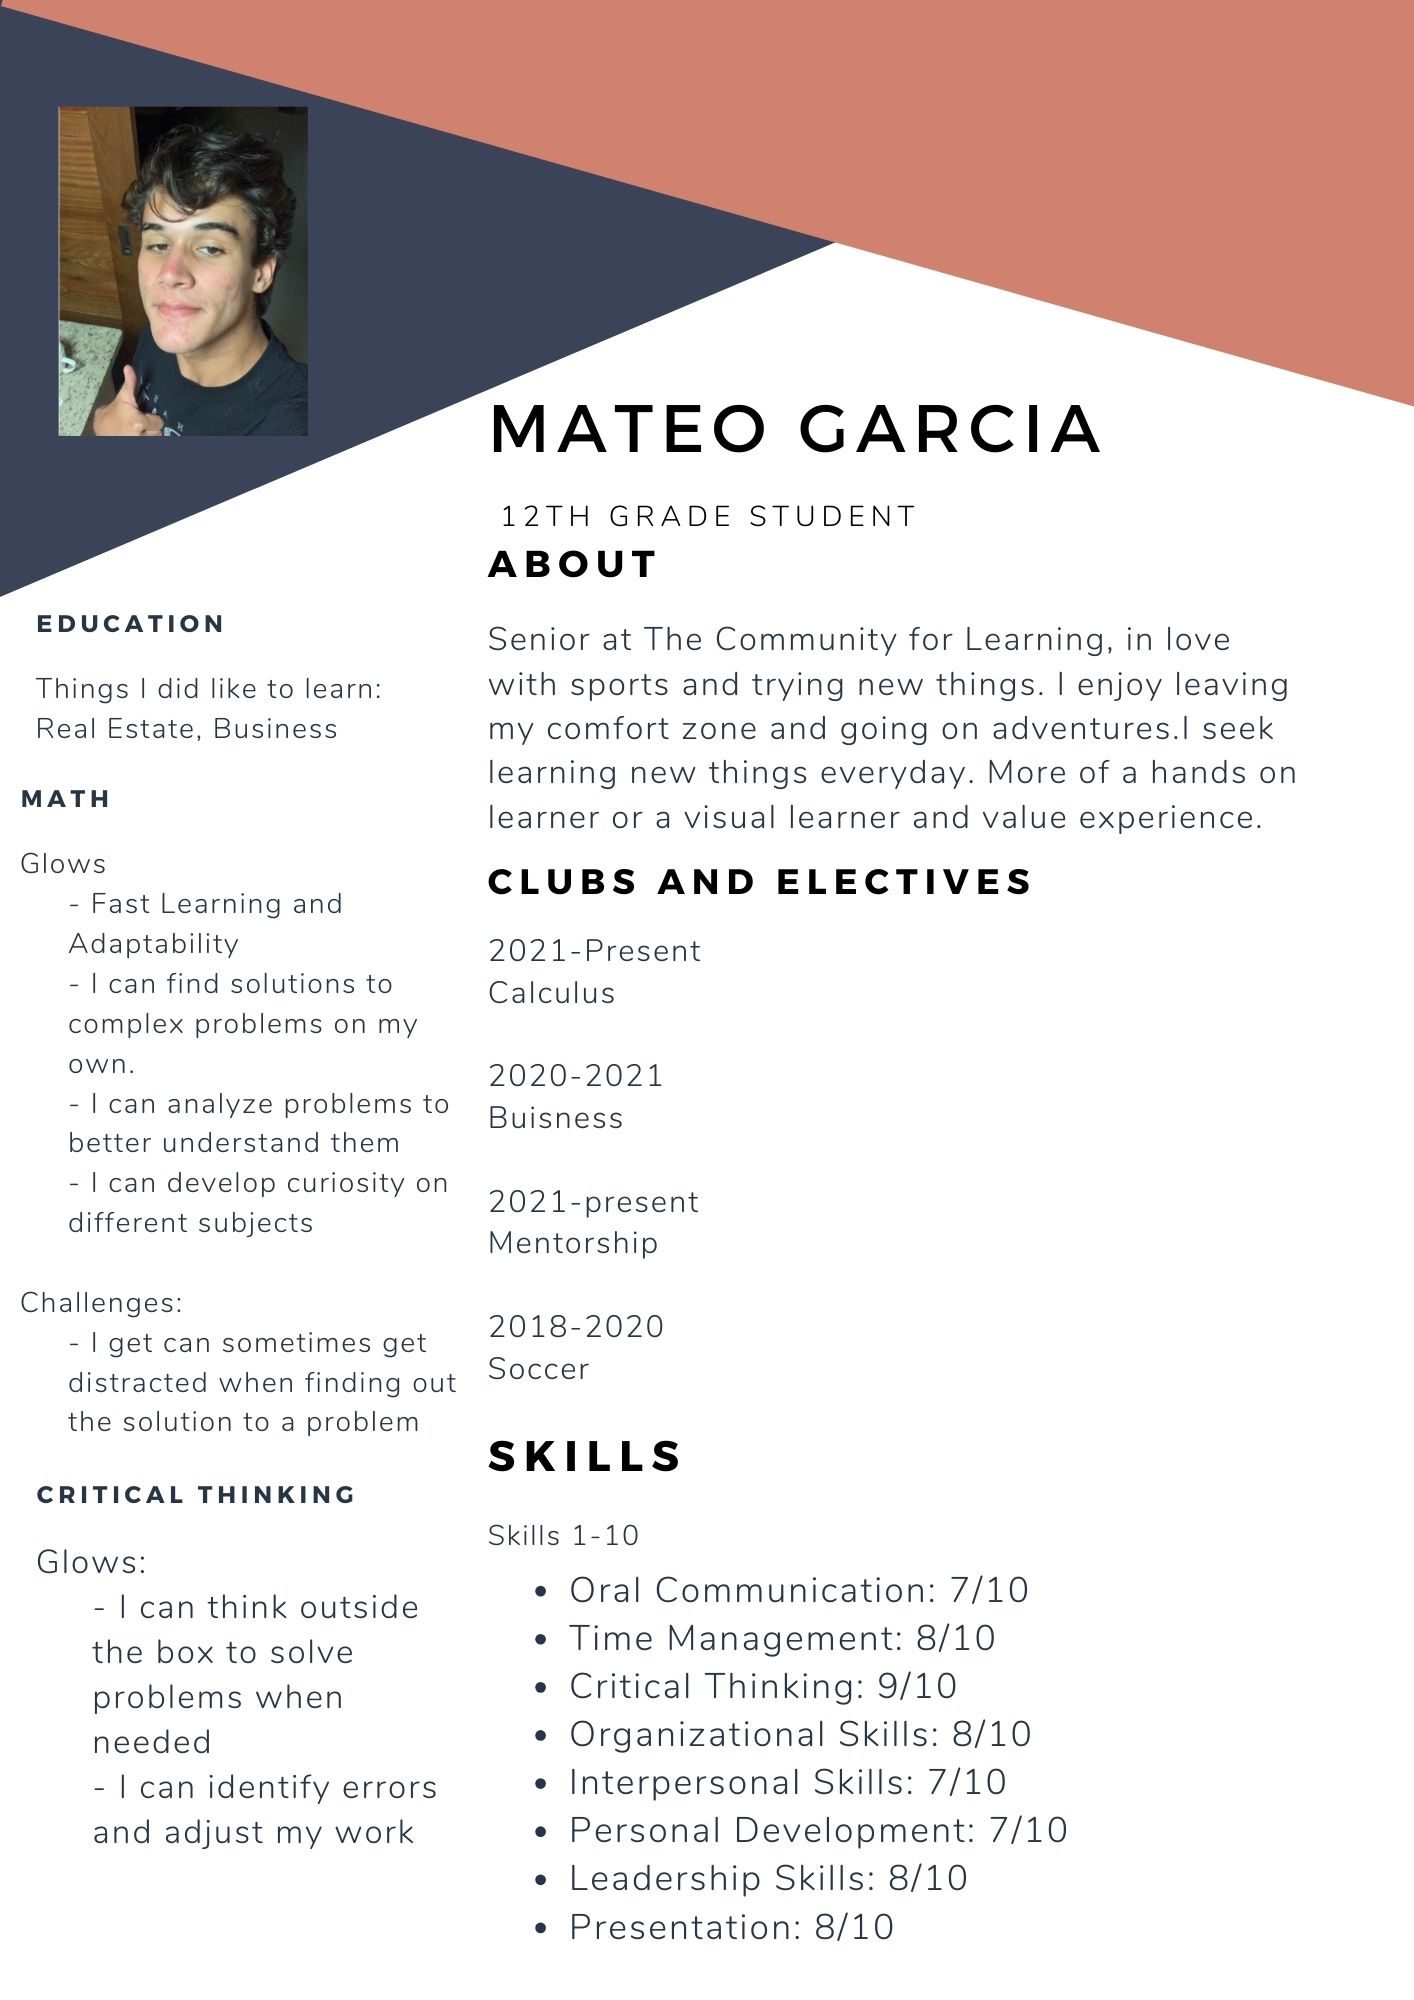 MATEO GARCIA
12TH GRADE STUDENT
ABOUT
Senior at The Community for Learning, in love
with sports and trying new things. I enjoy leaving
my comfort zone and going on adventures.I seek
learning new things everyday. More of a hands on
learner or a visual learner and value experience.
CLUBS AND ELECTIVES
2021-Present
Calculus
2020-2021
Buisness
2021-present
Mentorship
2018-2020
Soccer
SKILLS
Skills 1-10
• Oral Communication: 7/10
• Time Management: 8/10
• Critical Thinking: 9/10
• Organizational Skills: 8/10
• Interpersonal Skills: 7/10
• Personal Development: 7/10
• Leadership Skills: 8/10
• Presentation: 8/10
EDUCATION
Things I did like to learn:
Real Estate, Business
MATH
Glows
- Fast Learning and
Adaptability
- I can find solutions to
complex problems on my
own.
- I can analyze problems to
better understand them
- I can develop curiosity on
different subjects
Challenges:
- I get can sometimes get
distracted when finding out
the solution to a problem
CRITICAL THINKING
Glows:
- I can think outside
the box to solve
problems when
needed
- I can identify errors
and adjust my work